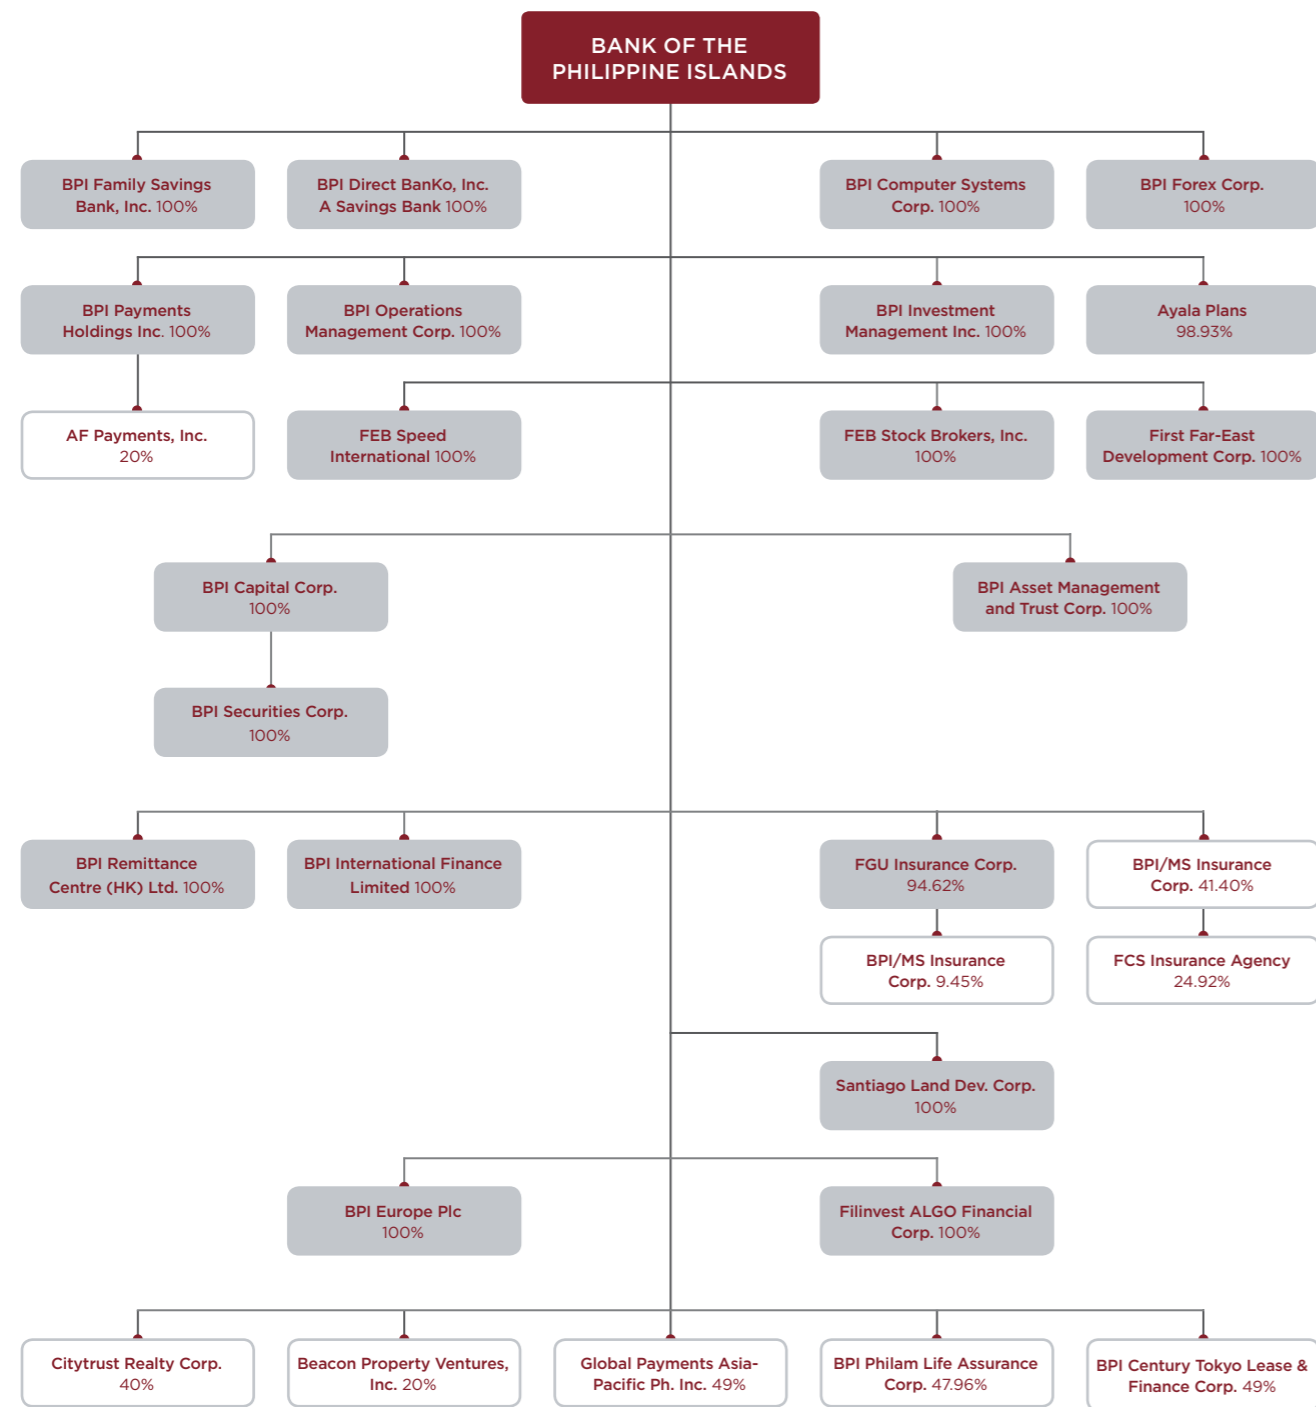 BANK OF THE
PHILIPPINE ISLANDS
BPI Family Savings
Bank, Inc. 100%
BPI Direct BanKo, Inc.
A Savings Bank 100%
BPI Computer Systems
Corp. 100%
BPI Forex Corp.
100%
BPI Payments
Holdings Inc. 100%
BPI Operations
Management Corp. 100%
BPI Investment
Management Inc. 100%
Ayala Plans
98.93%
AF Payments, Inc.
20%
FEB Speed
International 100%
FEB Stock Brokers, Inc.
100%
First Far-East
Development Corp. 100%
BPI Capital Corp.
100%
BPI Asset Management
and Trust Corp. 100%
BPI Securities Corp.
100%
BPI Remittance
Centre (HK) Ltd. 100%
BPI International Finance
Limited 100%
FGU Insurance Corp.
94.62%
BPI/MS Insurance
Corp. 41.40%
BPI/MS Insurance
Corp. 9.45%
FCS Insurance Agency
24.92%
Santiago Land Dev. Corp.
100%
BPI Europe Plc
100%
Filinvest ALGO Financial
Corp. 100%
Citytrust Realty Corp.
40%
Beacon Property Ventures,
Inc. 20%
Global Payments Asia-
Pacific Ph. Inc. 49%
BPI Philam Life Assurance
Corp. 47.96%
BPI Century Tokyo Lease &
Finance Corp. 49%